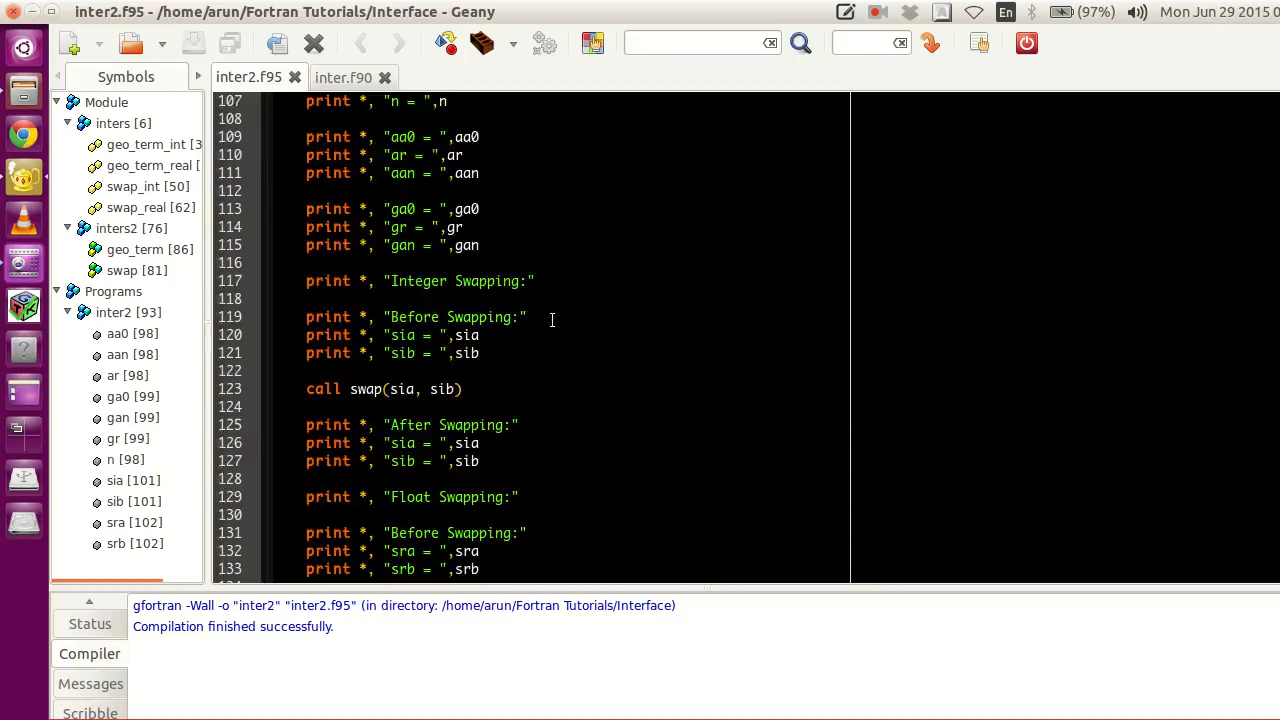 inter2.f95 - /home/arun/Fortran Tutorials/Interface - Geany
En
(97%)
Mon Jun 29 2015 0
Symbols
inter2.f95
inter.f90
Module
inters [6]
geo_term_int [3
geo_term_real [
swap_int [50]
swap_real [62]
inters2 [76]
geo_term [86]
swap [81]
Programs
inter2 [93]
aa0 [98]
aan [98]
ar [98]
ga0 [99]
gan [99]
gr [99]
n [98]
sia [101]
sib [101]
sra [102]
srb [102]
107 print *, "n = ",n
108
109 print *, "aa0 = ",aa0
110 print *, "ar = ",ar
111 print *, "aan = ",aan
112
113 print *, "ga0 = ",ga0
114 print *, "gr = ",gr
115 print *, "gan = ",gan
116
117 print *, "Integer Swapping:"
118
119 print *, "Before Swapping:"
120 print *, "sia = ",sia
121 print *, "sib = ",sib
122
123 call swap(sia, sib)
124
125 print *, "After Swapping:"
126 print *, "sia = ",sia
127 print *, "sib = ",sib
128
129 print *, "Float Swapping:"
130
131 print *, "Before Swapping:"
132 print *, "sra = ",sra
133 print *, "srb = ",srb
Status
Compiler
Messages
Scribble
gfortran -Wall -o "inter2" "inter2.f95" (in directory: /home/arun/Fortran Tutorials/Interface)
Compilation finished successfully.